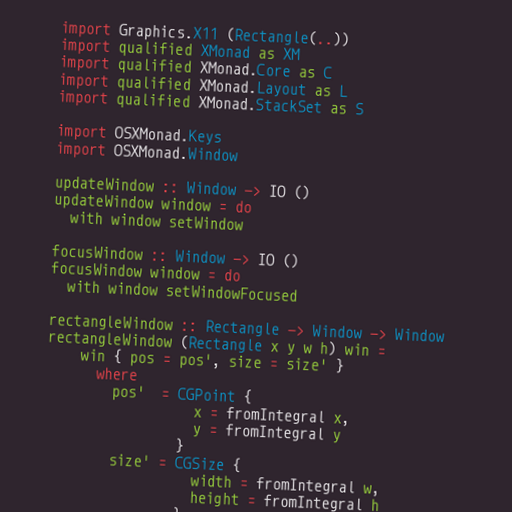 import Graphics.X11 (Rectangle(..))
import qualified XMonad as XM
import qualified XMonad.Core as C
import qualified XMonad.Layout as L
import qualified XMonad.StackSet as S

import OSXMonad.Keys
import OSXMonad.Window

updateWindow :: Window -> IO ()
updateWindow window = do
  with window setWindow

focusWindow :: Window -> IO ()
focusWindow window = do
  with window setWindowFocused

rectangleWindow :: Rectangle -> Window -> Window
rectangleWindow (Rectangle x y w h) win =
    win { pos = pos', size = size' }
      where
        pos'  = CGPoint {
                  x = fromIntegral x,
                  y = fromIntegral y
                }
        size' = CGSize {
                  width = fromIntegral w,
                  height = fromIntegral h
                }